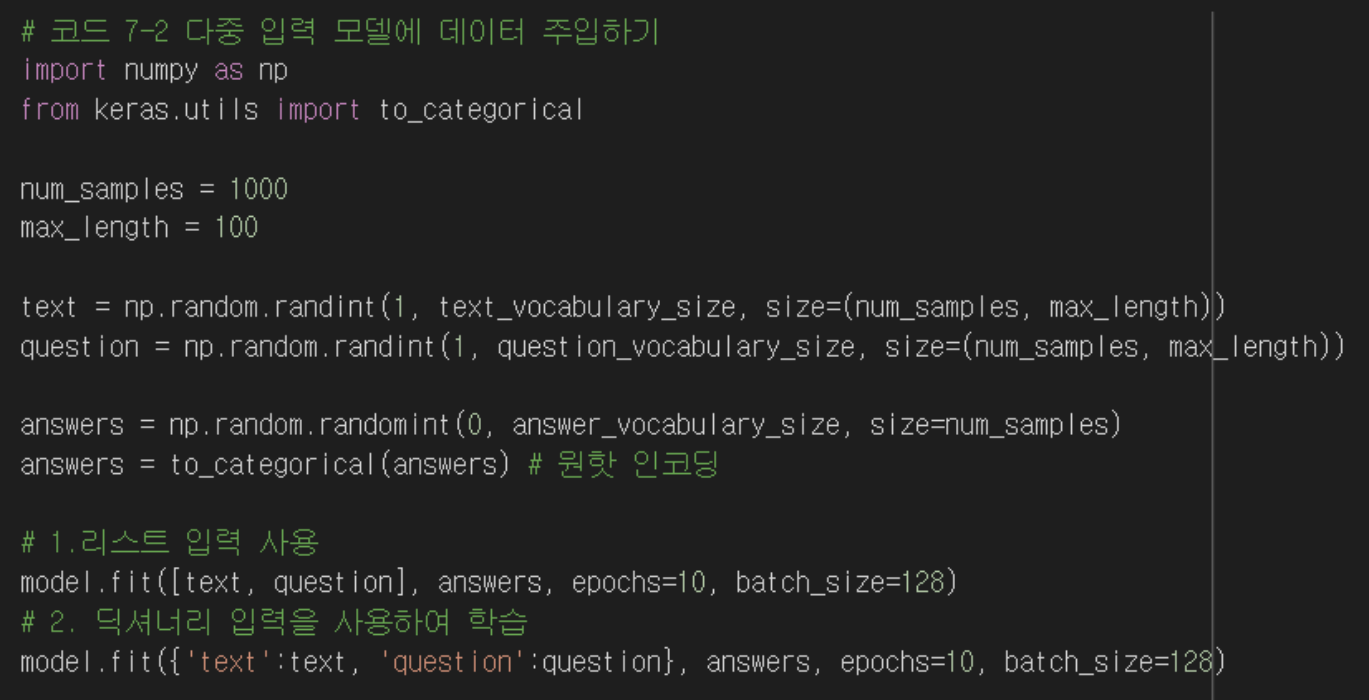 # 코드 7-2 다중 입력 모델에 데이터 주입하기
import numpy as np
from keras.utils import to_categorical
num_samples = 1000
max_length = 100
text = np.random.randint(1, text_vocabulary_size, size=(num_samples, max_length))
question = np.random.randint(1, question_vocabulary_size, size=(num_samples, max_length))
answers = np.random.randomint(0, answer_vocabulary_size, size=num_samples)
answers = to_categorical(answers) # 원핫 인코딩
# 1.리스트 입력 사용
model.fit([text, question], answers, epochs=10, batch_size=128)
# 2. 딕셔너리 입력을 사용하여 학습
model.fit({'text':text, 'question':question}, answers, epochs=10, batch_size=128)